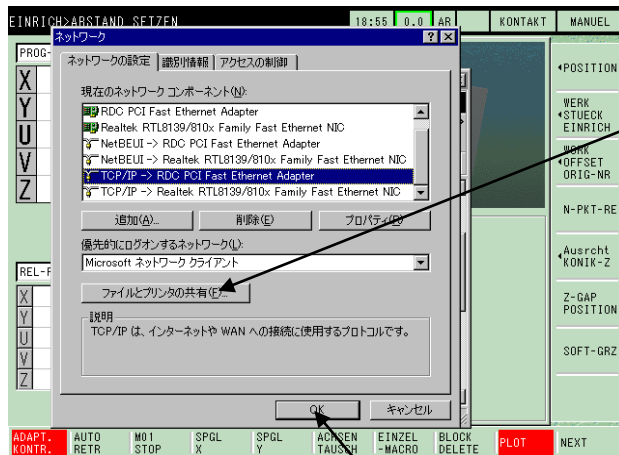 EINRICH>ABSTAND SETZEN 18:55 0.0 AR KONTAKT MANUEL
ネットワーク
ネットワークの設定 識別情報 アクセスの制御
現在のネットワーク コンポーネント(N):
RDC PCI Fast Ethernet Adapter
Realtek RTL8139/810x Family Fast Ethernet NIC
NetBEUI -> RDC PCI Fast Ethernet Adapter
NetBEUI -> Realtek RTL8139/810x Family Fast Ethernet NIC
TCP/IP -> RDC PCI Fast Ethernet Adapter
TCP/IP -> Realtek RTL8139/810x Family Fast Ethernet NIC
追加(A)... 削除(E) プロパティ(R)
優先的にログオンするネットワーク(L):
Microsoft ネットワーク クライアント
ファイルとプリンタの共有(F)...
説明
TCP/IP は、インターネットや WAN への接続に使用するプロトコルです。
OK キャンセル
PROG-
X
Y
U
V
Z
REL-
X
Y
U
V
Z
POSITION
WERK
STUECK
EINRICH
WORK
OFFSET
ORIG-NR
N-PKT-RE
Ausrcht
KONIK-Z
Z-GAP
POSITION
SOFT-GRZ
ADAPT. AUTO M01 SPGL SPGL ACHSEN EINZEL BLOCK PLOT NEXT
KONTR. RETR STOP X Y TAUSCH -MACRO DELETE